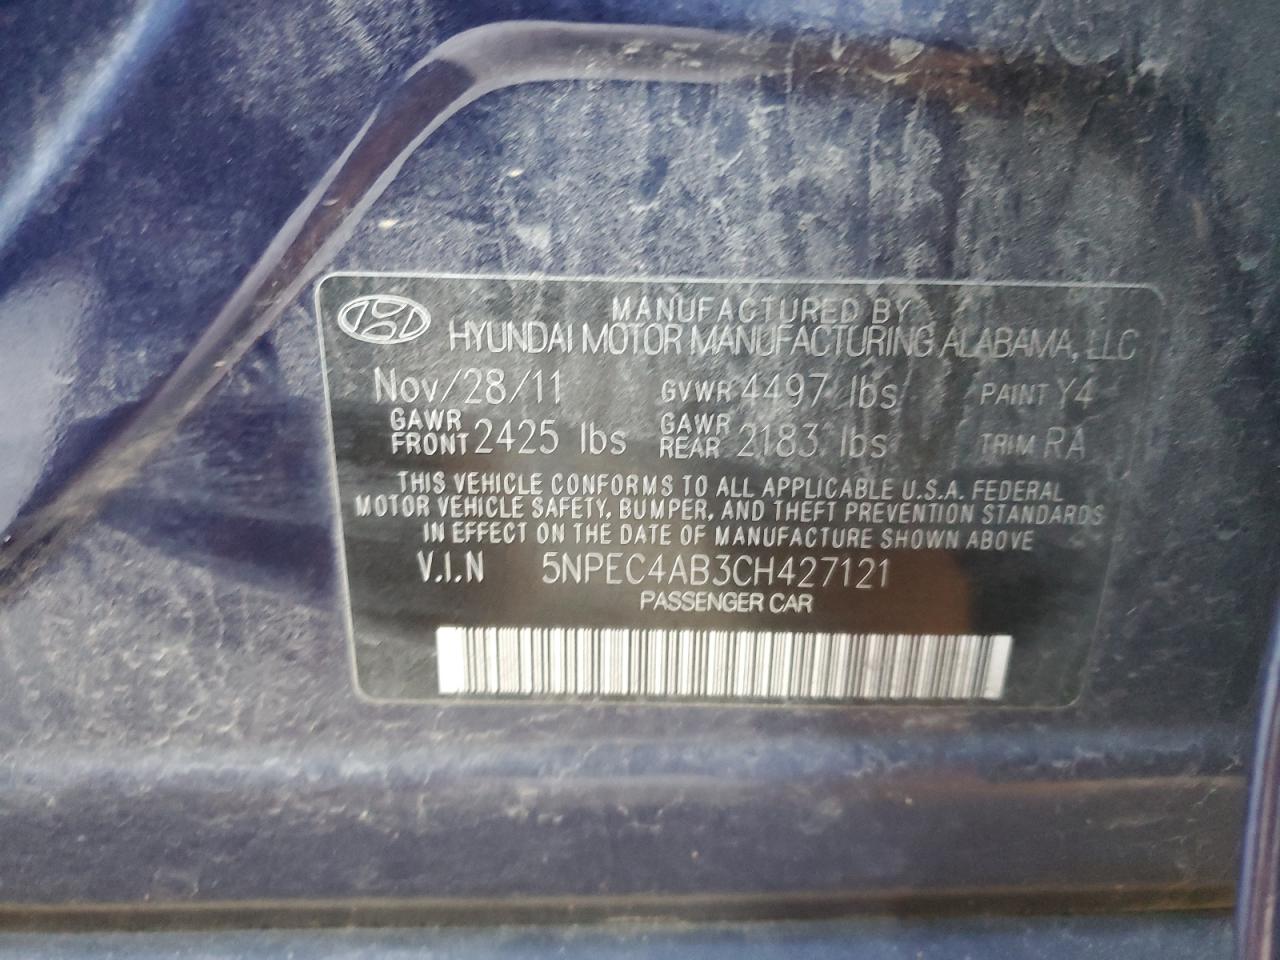 MANUFACTURED BY
HYUNDAI MOTOR MANUFACTURING ALABAMA, LLC
Nov/28/11 GVWR 4497 lbs PAINT Y4
GAWR FRONT 2425 lbs GAWR REAR 2183 lbs TRIM RA
THIS VEHICLE CONFORMS TO ALL APPLICABLE U.S.A. FEDERAL
MOTOR VEHICLE SAFETY, BUMPER, AND THEFT PREVENTION STANDARDS
IN EFFECT ON THE DATE OF MANUFACTURE SHOWN ABOVE
V.I.N 5NPEC4AB3CH427121
PASSENGER CAR